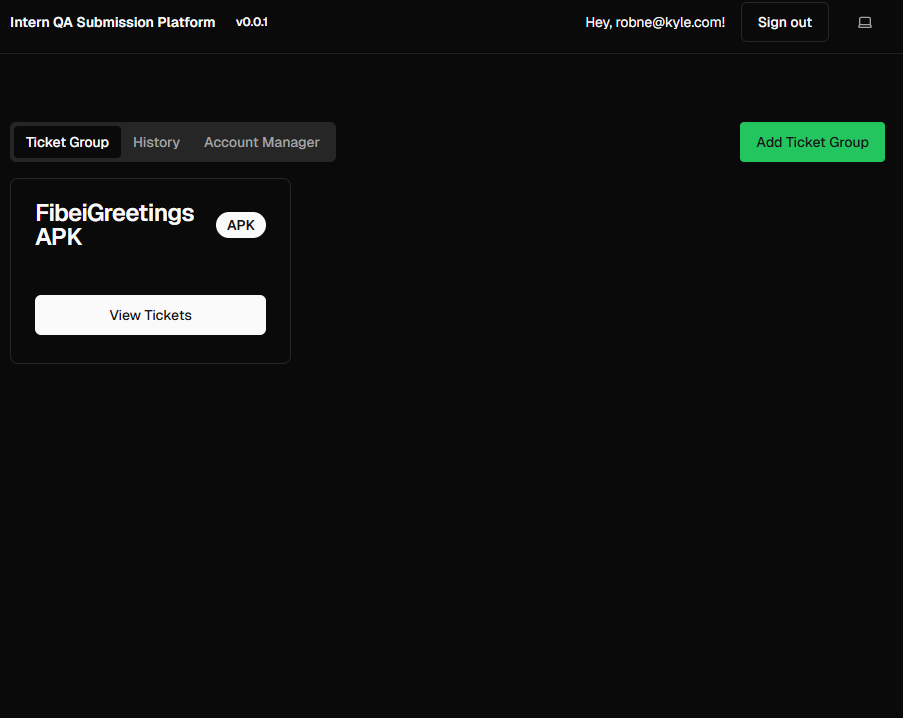 Intern QA Submission Platform v0.0.1 Hey, robne@kyle.com! Sign out
Ticket Group History Account Manager Add Ticket Group
FibeiGreetings
APK
APK
View Tickets